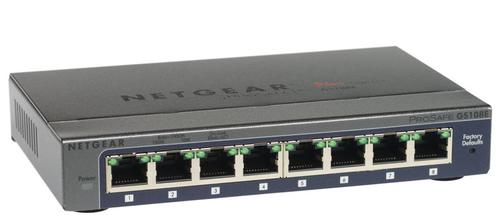 NETGEAR
NETGEAR
PROSAFE GS108E
Factory
Defaults
Power
1 2 3 4 5 6 7 8